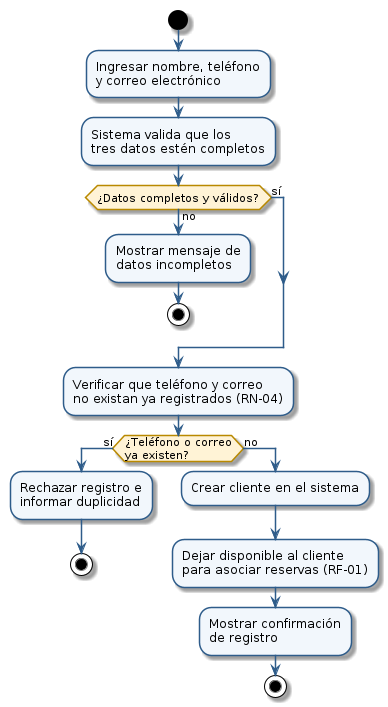 Ingresar nombre, teléfono
y correo electrónico
Sistema valida que los
tres datos estén completos
¿Datos completos y válidos?
sí
no
Mostrar mensaje de
datos incompletos
Verificar que teléfono y correo
no existan ya registrados (RN-04)
sí
¿Teléfono o correo
ya existen?
no
Rechazar registro e
informar duplicidad
Crear cliente en el sistema
Dejar disponible al cliente
para asociar reservas (RF-01)
Mostrar confirmación
de registro